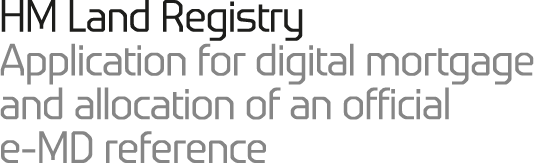 HM Land Registry
Application for digital mortgage
and allocation of an official
e-MD reference